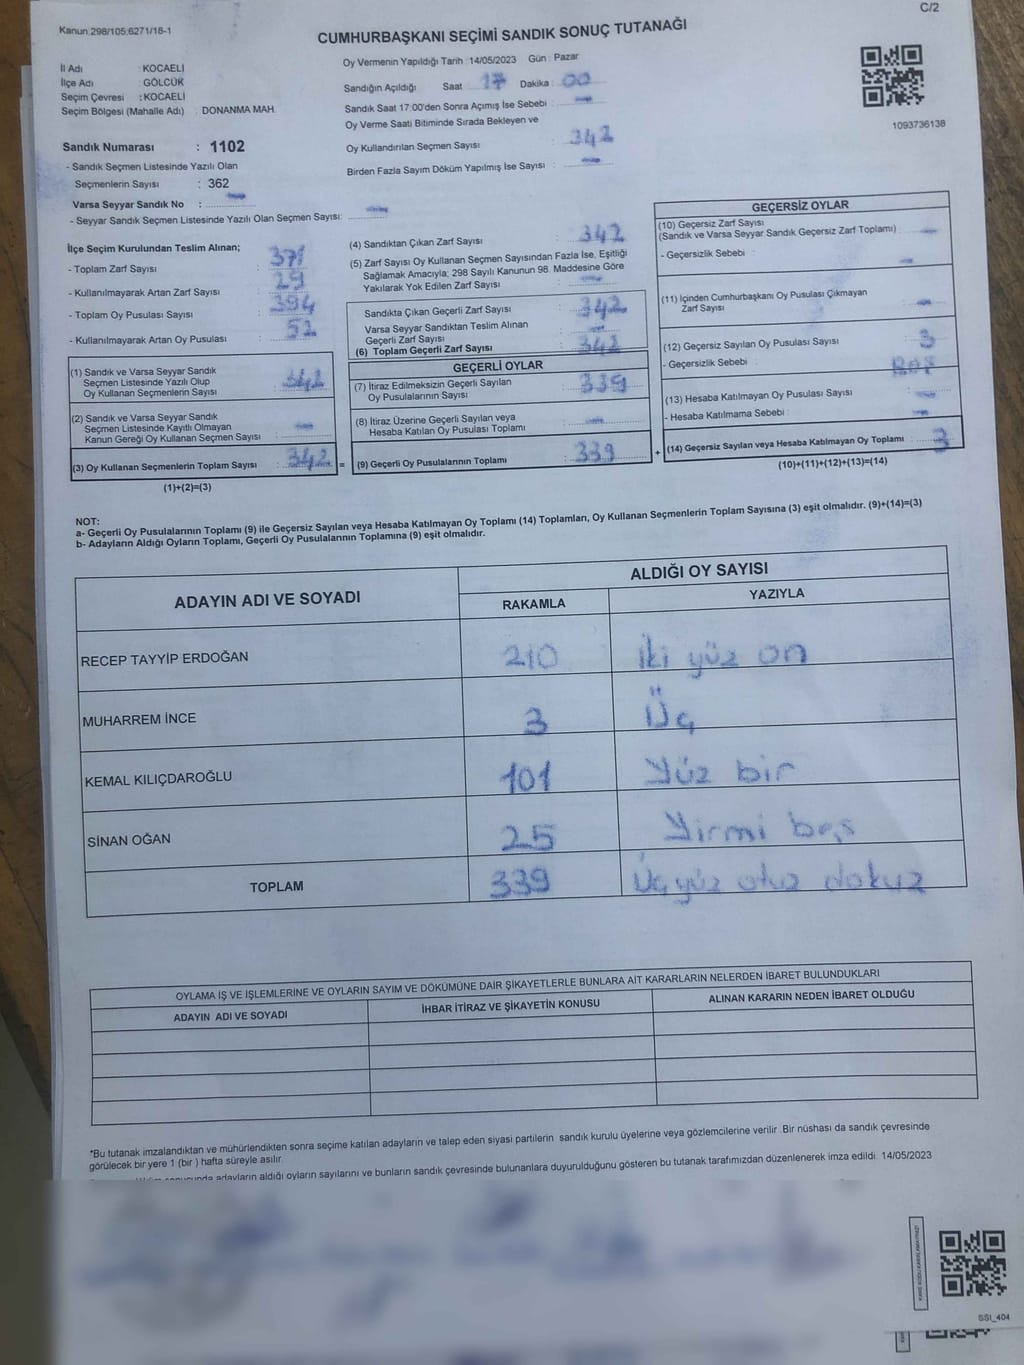 Kanun:298/105;6271/18-1
C/2
CUMHURBAŞKANI SEÇİMİ SANDIK SONUÇ TUTANAĞI
İl Adı : KOCAELİ
İlçe Adı : GÖLCÜK
Seçim Çevresi : KOCAELİ
Seçim Bölgesi (Mahalle Adı) : DONANMA MAH.
Sandık Numarası : 1102
- Sandık Seçmen Listesinde Yazılı Olan
Seçmenlerin Sayısı : 362
Varsa Seyyar Sandık No : -
- Seyyar Sandık Seçmen Listesinde Yazılı Olan Seçmen Sayısı: -
Oy Vermenin Yapıldığı Tarih :14/05/2023 Gün : Pazar
Sandığın Açıldığı Saat : 17 Dakika : 00
Sandık Saat 17:00'den Sonra Açımış İse Sebebi : -
Oy Verme Saati Bitiminde Sırada Bekleyen ve
Oy Kullandırılan Seçmen Sayısı : 342
Birden Fazla Sayım Döküm Yapılmış İse Sayısı : -
1093736138
İlçe Seçim Kurulundan Teslim Alınan;
- Toplam Zarf Sayısı : 371
- Kullanılmayarak Artan Zarf Sayısı : 29
- Toplam Oy Pusulası Sayısı : 394
- Kullanılmayarak Artan Oy Pusulası : 52
(1) Sandık ve Varsa Seyyar Sandık
Seçmen Listesinde Yazılı Olup
Oy Kullanan Seçmenlerin Sayısı : 342
(2) Sandık ve Varsa Seyyar Sandık
Seçmen Listesinde Kayıtlı Olmayan
Kanun Gereği Oy Kullanan Seçmen Sayısı : -
(3) Oy Kullanan Seçmenlerin Toplam Sayısı : 342
(1)+(2)=(3)
(4) Sandıktan Çıkan Zarf Sayısı : 342
(5) Zarf Sayısı Oy Kullanan Seçmen Sayısından Fazla İse, Eşitliği
Sağlamak Amacıyla; 298 Sayılı Kanunun 98. Maddesine Göre
Yakılarak Yok Edilen Zarf Sayısı : -
Sandıkta Çıkan Geçerli Zarf Sayısı : 342
Varsa Seyyar Sandıktan Teslim Alınan
Geçerli Zarf Sayısı : -
(6) Toplam Geçerli Zarf Sayısı : 342
GEÇERLİ OYLAR
(7) İtiraz Edilmeksizin Geçerli Sayılan
Oy Pusulalarının Sayısı : 339
(8) İtiraz Üzerine Geçerli Sayılan veya
Hesaba Katılan Oy Pusulası Toplamı : -
= (9) Geçerli Oy Pusulalarının Toplamı : 339
GEÇERSİZ OYLAR
(10) Geçersiz Zarf Sayısı
(Sandık ve Varsa Seyyar Sandık Geçersiz Zarf Toplamı) : -
- Geçersizlik Sebebi : -
(11) İçinden Cumhurbaşkanı Oy Pusulası Çıkmayan
Zarf Sayısı : -
(12) Geçersiz Sayılan Oy Pusulası Sayısı : 3
- Geçersizlik Sebebi :
(13) Hesaba Katılmayan Oy Pusulası Sayısı : -
- Hesaba Katılmama Sebebi : -
+ (14) Geçersiz Sayılan veya Hesaba Katılmayan Oy Toplamı : 3
(10)+(11)+(12)+(13)=(14)
NOT:
a- Geçerli Oy Pusulalarının Toplamı (9) ile Geçersiz Sayılan veya Hesaba Katılmayan Oy Toplamı (14) Toplamları, Oy Kullanan Seçmenlerin Toplam Sayısına (3) eşit olmalıdır. (9)+(14)=(3)
b- Adayların Aldığı Oyların Toplamı, Geçerli Oy Pusulalarının Toplamına (9) eşit olmalıdır.
ADAYIN ADI VE SOYADI
ALDIĞI OY SAYISI
RAKAMLA YAZIYLA
RECEP TAYYİP ERDOĞAN 210 İki yüz on
MUHARREM İNCE 3 Üç
KEMAL KILIÇDAROĞLU 101 Yüz bir
SİNAN OĞAN 25 Yirmi beş
TOPLAM 339 Üçyüz otuz dokuz
OYLAMA İŞ VE İŞLEMLERİNE VE OYLARIN SAYIM VE DÖKÜMÜNE DAİR ŞİKAYETLERLE BUNLARA AİT KARARLARIN NELERDEN İBARET BULUNDUKLARI
ADAYIN ADI VE SOYADI İHBAR İTİRAZ VE ŞİKAYETİN KONUSU ALINAN KARARIN NEDEN İBARET OLDUĞU
*Bu tutanak imzalandıktan ve mühürlendikten sonra seçime katılan adayların ve talep eden siyasi partilerin sandık kurulu üyelerine veya gözlemcilerine verilir. Bir nüshası da sandık çevresinde
görülecek bir yere 1 (bir ) hafta süreyle asılır.
adayların aldığı oyların sayılarını ve bunların sandık çevresinde bulunanlara duyurulduğunu gösteren bu tutanak tarafımızdan düzenlenerek imza edildi. 14/05/2023
SSI_404